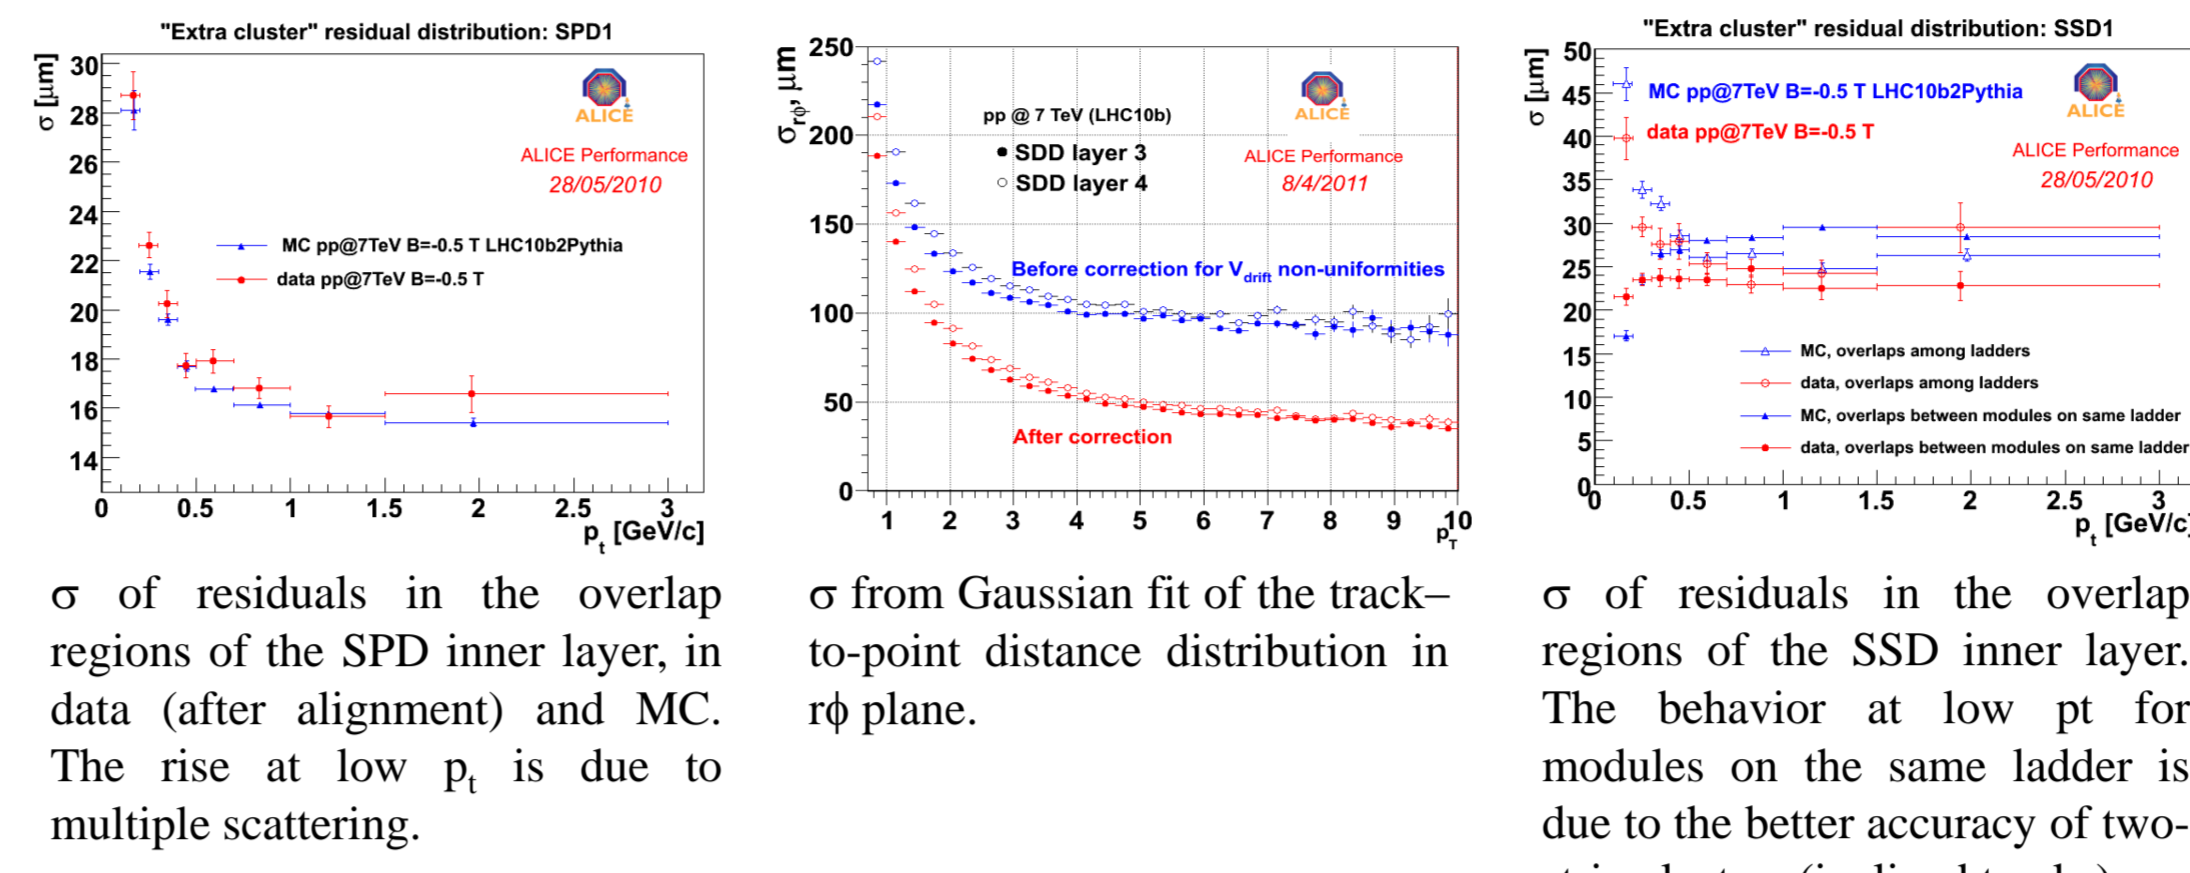 "Extra cluster" residual distribution: SPD1
σ [μm]
30
28
26
24
22
20
18
16
14
ALICE
ALICE Performance
28/05/2010
MC pp@7TeV B=-0.5 T LHC10b2Pythia
data pp@7TeV B=-0.5 T
0 0.5 1 1.5 2 2.5 3
pt [GeV/c]
σ of residuals in the overlap
regions of the SPD inner layer, in
data (after alignment) and MC.
The rise at low pt is due to
multiple scattering.
σrϕ, μm
250
200
150
100
50
0
pp @ 7 TeV (LHC10b)
SDD layer 3
SDD layer 4
ALICE
ALICE Performance
8/4/2011
Before correction for Vdrift non-uniformities
After correction
1 2 3 4 5 6 7 8 9 10
pT
σ from Gaussian fit of the track–
to-point distance distribution in
rϕ plane.
"Extra cluster" residual distribution: SSD1
σ [μm]
50
45
40
35
30
25
20
15
10
5
0
MC pp@7TeV B=-0.5 T LHC10b2Pythia
data pp@7TeV B=-0.5 T
ALICE
ALICE Performance
28/05/2010
MC, overlaps among ladders
data, overlaps among ladders
MC, overlaps between modules on same ladder
data, overlaps between modules on same ladder
0 0.5 1 1.5 2 2.5 3
pt [GeV/c]
σ of residuals in the overlap
regions of the SSD inner layer.
The behavior at low pt for
modules on the same ladder is
due to the better accuracy of two-